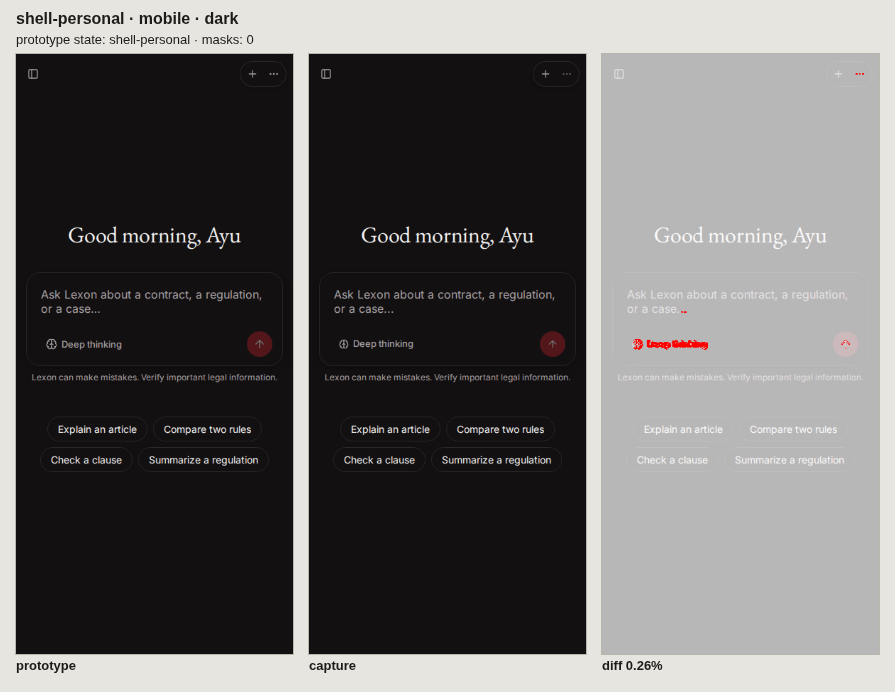 shell-personal · mobile · dark
prototype state: shell-personal · masks: 0
Good morning, Ayu
Ask Lexon about a contract, a regulation,
or a case...
Deep thinking
Lexon can make mistakes. Verify important legal information.
Explain an article
Compare two rules
Check a clause
Summarize a regulation
prototype
Good morning, Ayu
Ask Lexon about a contract, a regulation,
or a case...
Deep thinking
Lexon can make mistakes. Verify important legal information.
Explain an article
Compare two rules
Check a clause
Summarize a regulation
capture
Good morning, Ayu
Ask Lexon about a contract, a regulation,
or a case...
Lexon can make mistakes. Verify important legal information.
Explain an article
Compare two rules
Check a clause
Summarize a regulation
diff 0.26%